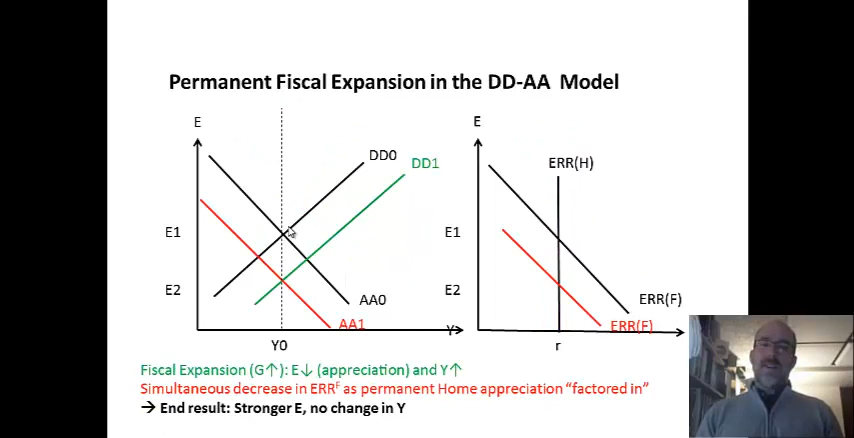 Permanent Fiscal Expansion in the DD-AA Model
E
E
DD0
DD1
ERR(H)
E1
E1
E2
E2
AA0
ERR(F)
AA1
Y
ERR(F)
Y0
r
Fiscal Expansion (G↑): E↓ (appreciation) and Y↑
Simultaneous decrease in ERRF as permanent Home appreciation “factored in”
→ End result: Stronger E, no change in Y